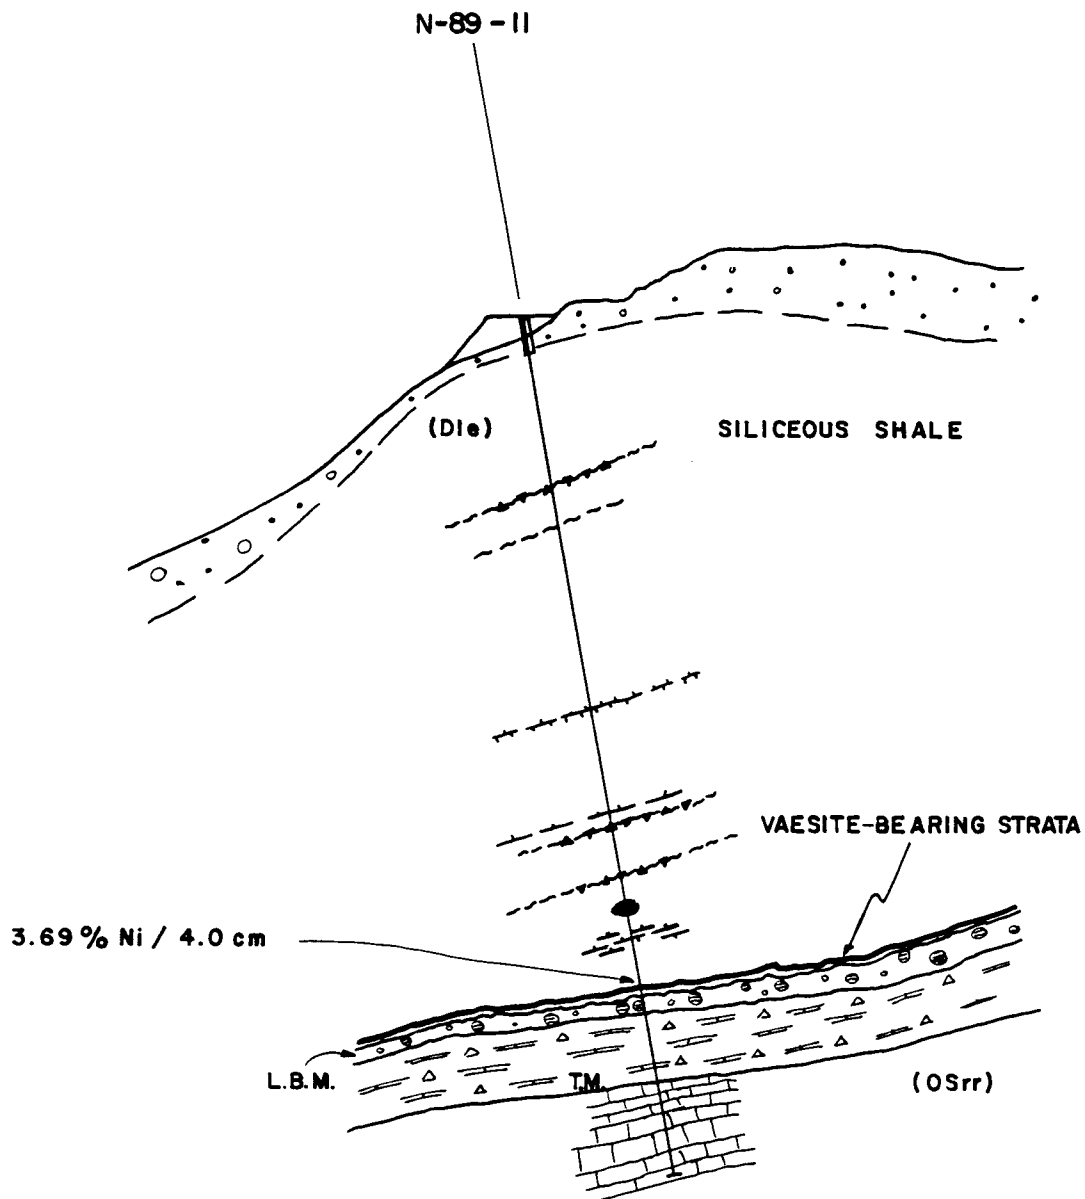 N-89-11
(Dle)
SILICEOUS SHALE
VAESITE-BEARING STRATA
3.69% Ni / 4.0 cm
L.B.M.
T.M.
(OSrr)